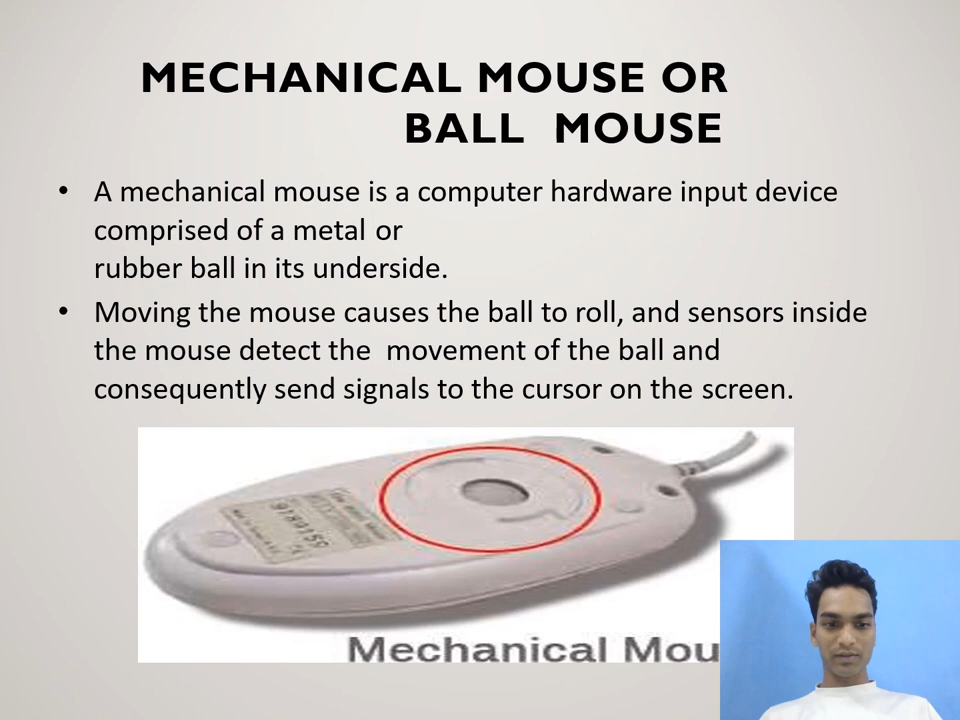 MECHANICAL MOUSE OR
BALL MOUSE
• A mechanical mouse is a computer hardware input device
comprised of a metal or
rubber ball in its underside.
• Moving the mouse causes the ball to roll, and sensors inside
the mouse detect the movement of the ball and
consequently send signals to the cursor on the screen.
Mechanical Mou